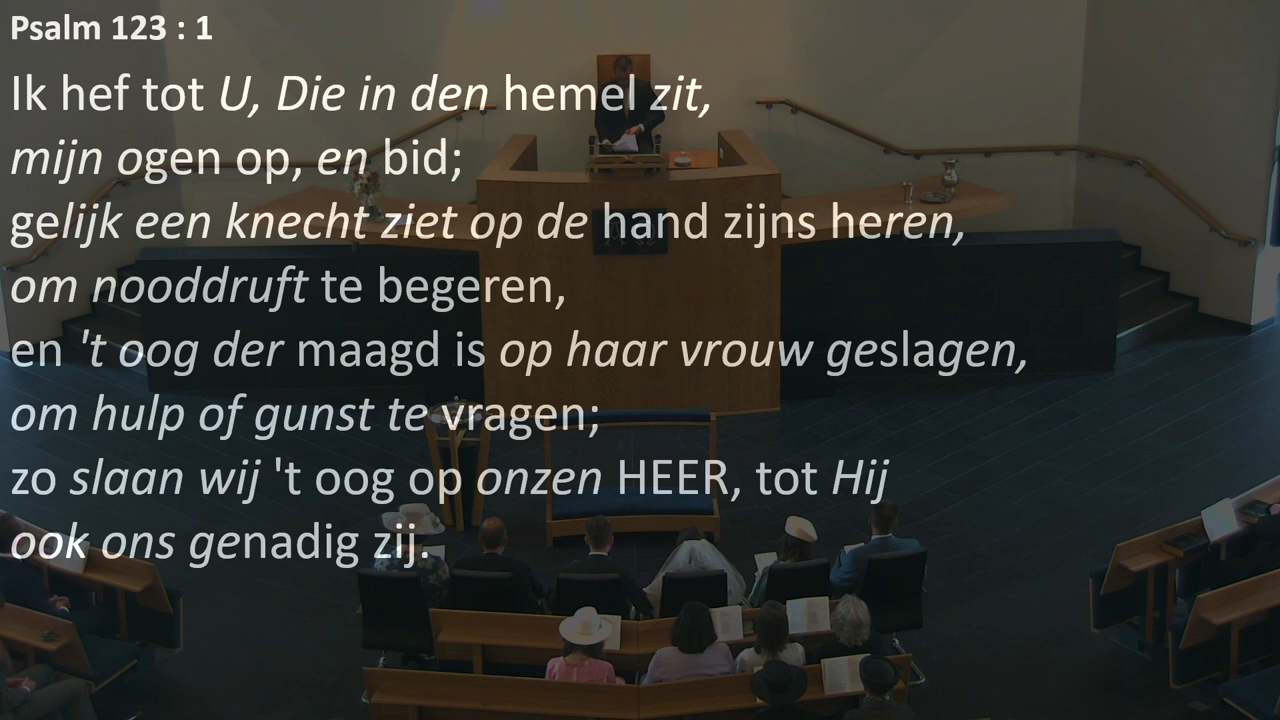 Psalm 123 : 1
Ik hef tot U, Die in den hemel zit,
mijn ogen op, en bid;
gelijk een knecht ziet op de hand zijns heren,
om nooddruft te begeren,
en 't oog der maagd is op haar vrouw geslagen,
om hulp of gunst te vragen;
zo slaan wij 't oog op onzen HEER, tot Hij
ook ons genadig zij.